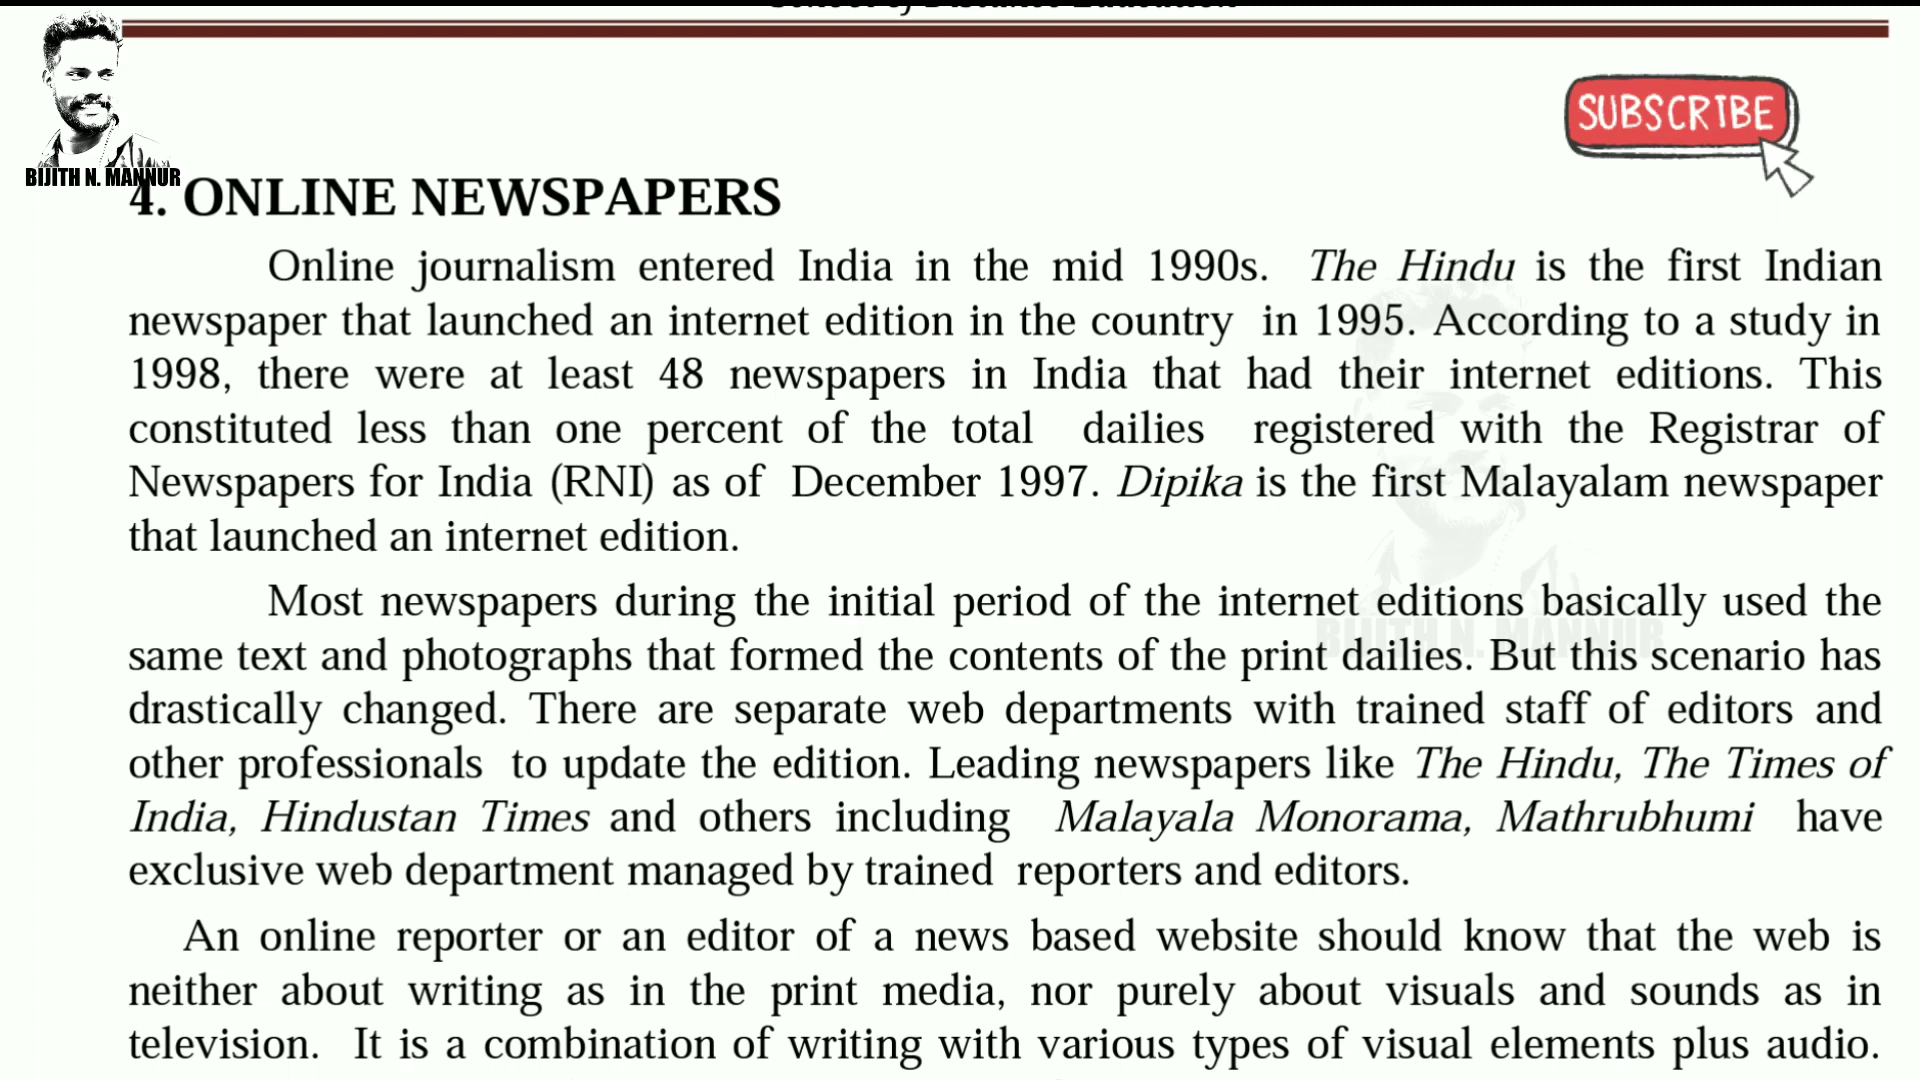 SUBSCRIBE
BIJITH N. MANNUR
4. ONLINE NEWSPAPERS
Online journalism entered India in the mid 1990s. The Hindu is the first Indian
newspaper that launched an internet edition in the country in 1995. According to a study in
1998, there were at least 48 newspapers in India that had their internet editions. This
constituted less than one percent of the total dailies registered with the Registrar of
Newspapers for India (RNI) as of December 1997. Dipika is the first Malayalam newspaper
that launched an internet edition.
Most newspapers during the initial period of the internet editions basically used the
BIJITH N. MANNUR
same text and photographs that formed the contents of the print dailies. But this scenario has
drastically changed. There are separate web departments with trained staff of editors and
other professionals to update the edition. Leading newspapers like The Hindu, The Times of
India, Hindustan Times and others including Malayala Monorama, Mathrubhumi have
exclusive web department managed by trained reporters and editors.
An online reporter or an editor of a news based website should know that the web is
neither about writing as in the print media, nor purely about visuals and sounds as in
television. It is a combination of writing with various types of visual elements plus audio.